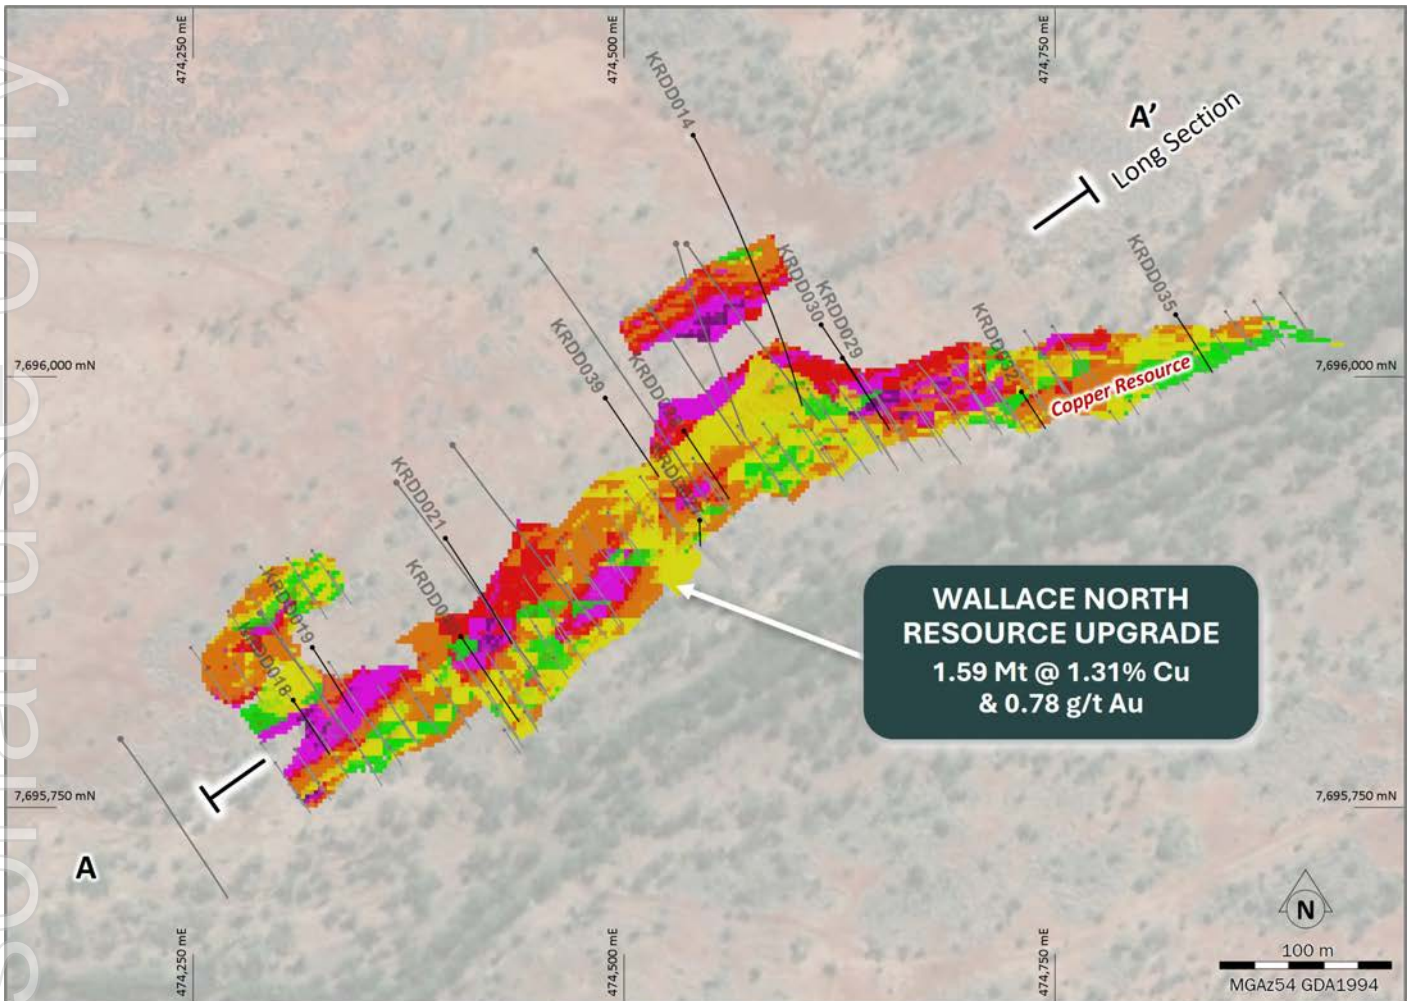 474,250 mE
474,500 mE
474,750 mE
KRDD014
A'
Long Section
KRDD035
KRDD030
KRDD029
KRDD032
KRDD039
7,696,000 mN
7,696,000 mN
Copper Resource
KRDD021
KRDD019
KRDD018
WALLACE NORTH
RESOURCE UPGRADE
1.59 Mt @ 1.31% Cu
& 0.78 g/t Au
7,695,750 mN
7,695,750 mN
A
N
100 m
MGAz54 GDA1994
474,250 mE
474,500 mE
474,750 mE